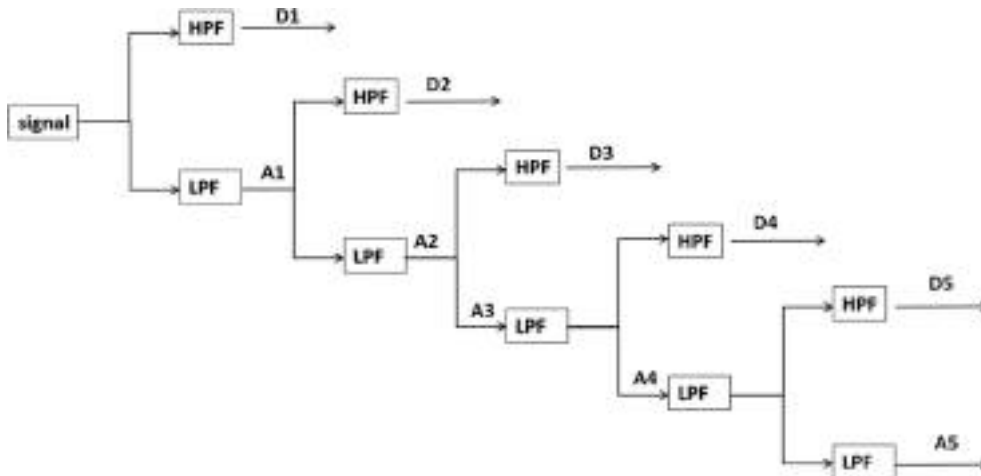 D1
HPF
D2
HPF
signal
D3
HPF
A1
LPF
D4
HPF
A2
LPF
D5
HPF
A3
LPF
A4
LPF
A5
LPF